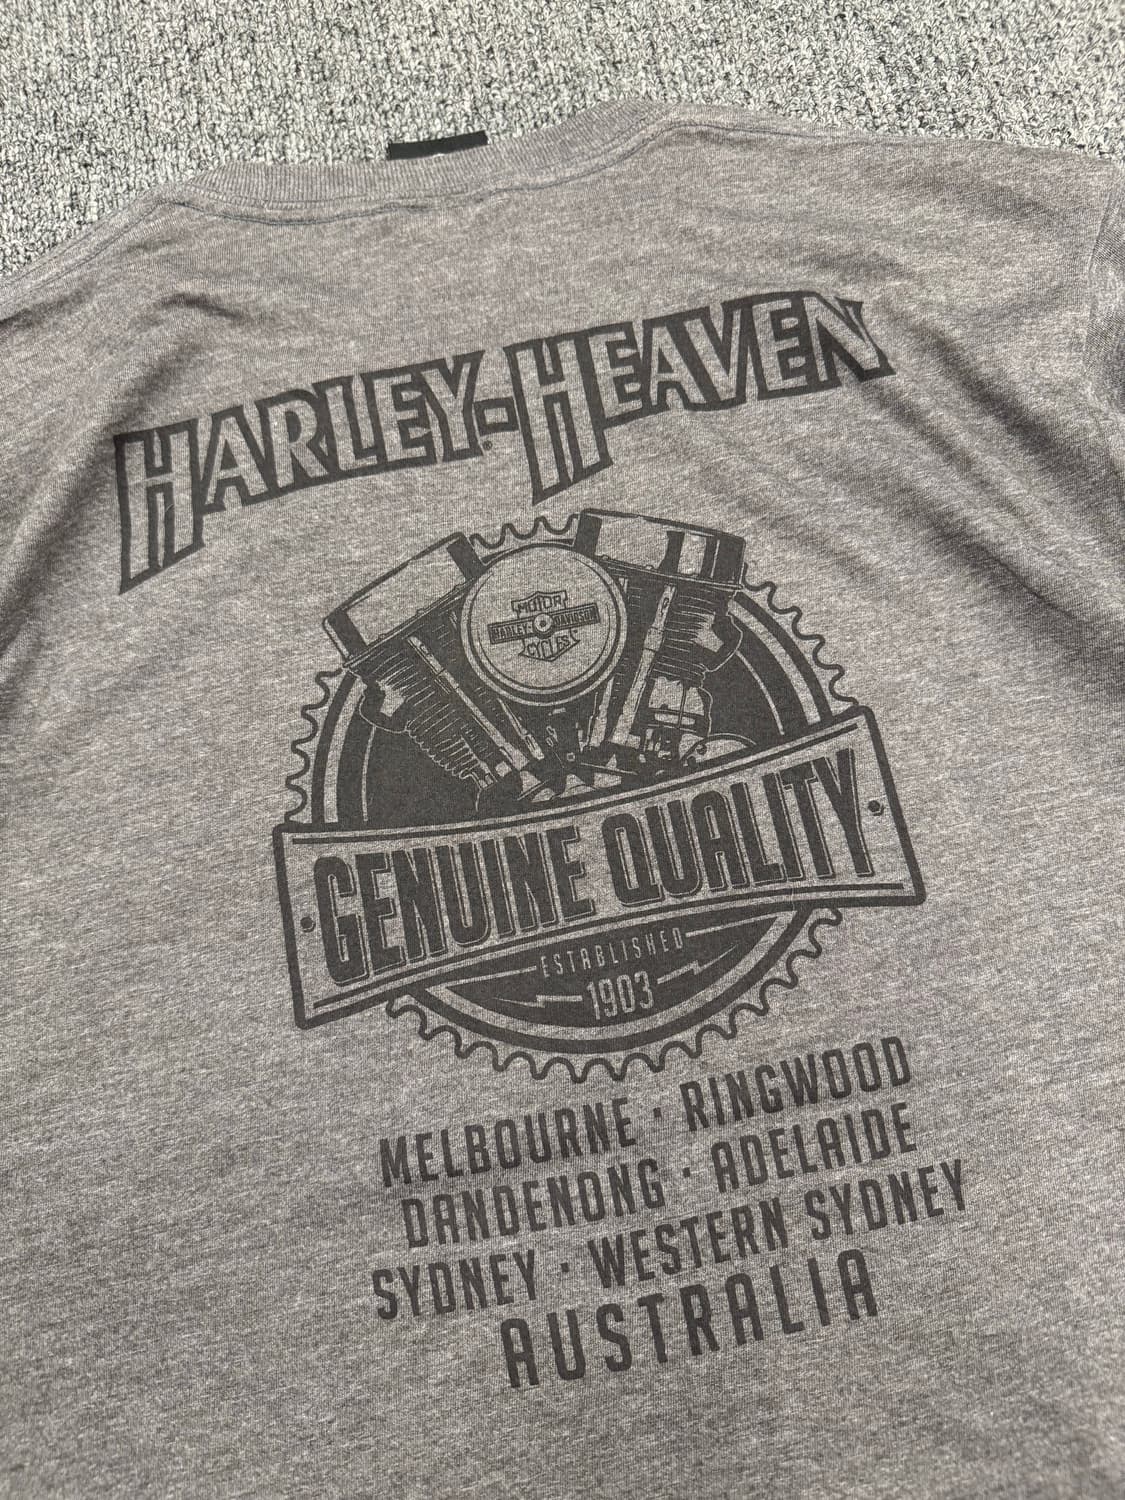 HARLEY-HEAVEN
MOTOR
HARLEY-DAVIDSON
CYCLES
GENUINE QUALITY
ESTABLISHED
1903
MELBOURNE · RINGWOOD
DANDENONG · ADELAIDE
SYDNEY · WESTERN SYDNEY
AUSTRALIA